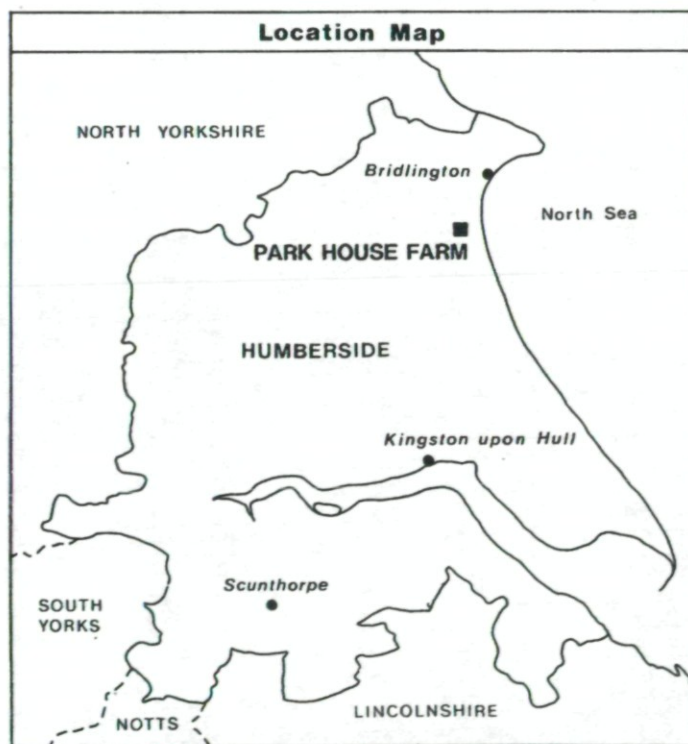 Location Map
NORTH YORKSHIRE
Bridlington
North Sea
PARK HOUSE FARM
HUMBERSIDE
Kingston upon Hull
Scunthorpe
SOUTH
YORKS
NOTTS
LINCOLNSHIRE